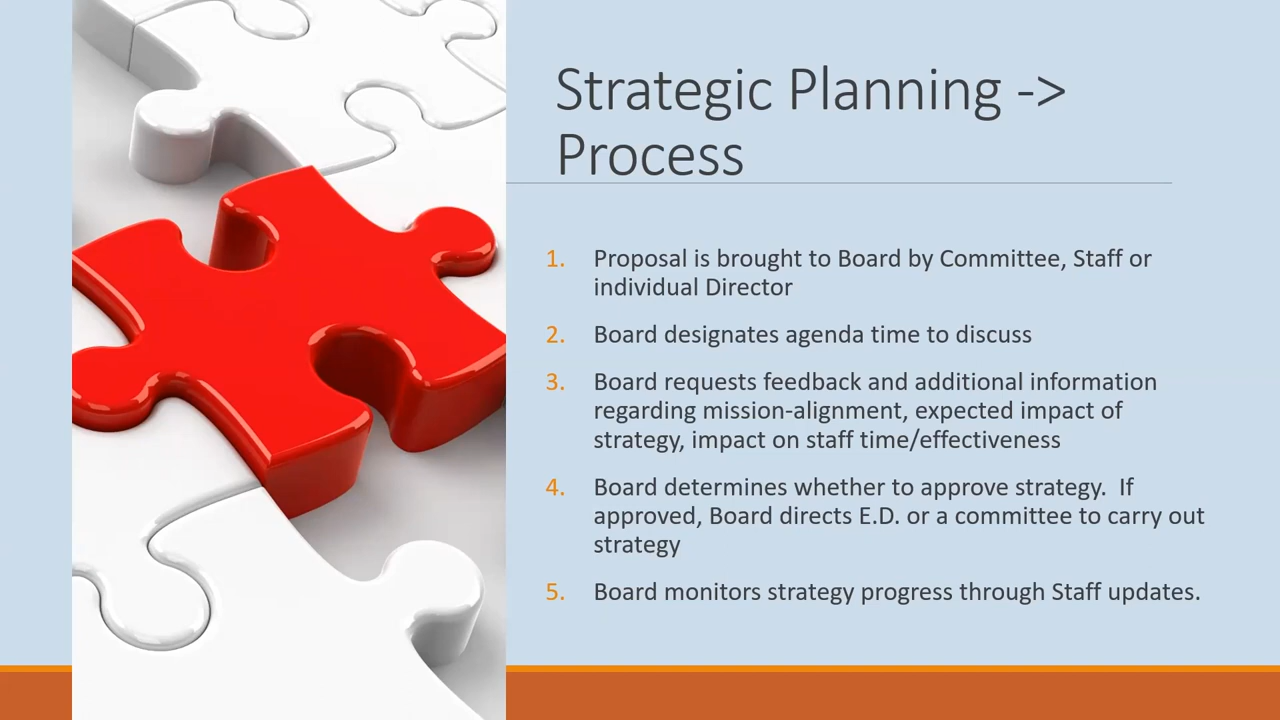 Strategic Planning ->
Process
1. Proposal is brought to Board by Committee, Staff or
individual Director
2. Board designates agenda time to discuss
3. Board requests feedback and additional information
regarding mission-alignment, expected impact of
strategy, impact on staff time/effectiveness
4. Board determines whether to approve strategy.  If
approved, Board directs E.D. or a committee to carry out
strategy
5. Board monitors strategy progress through Staff updates.